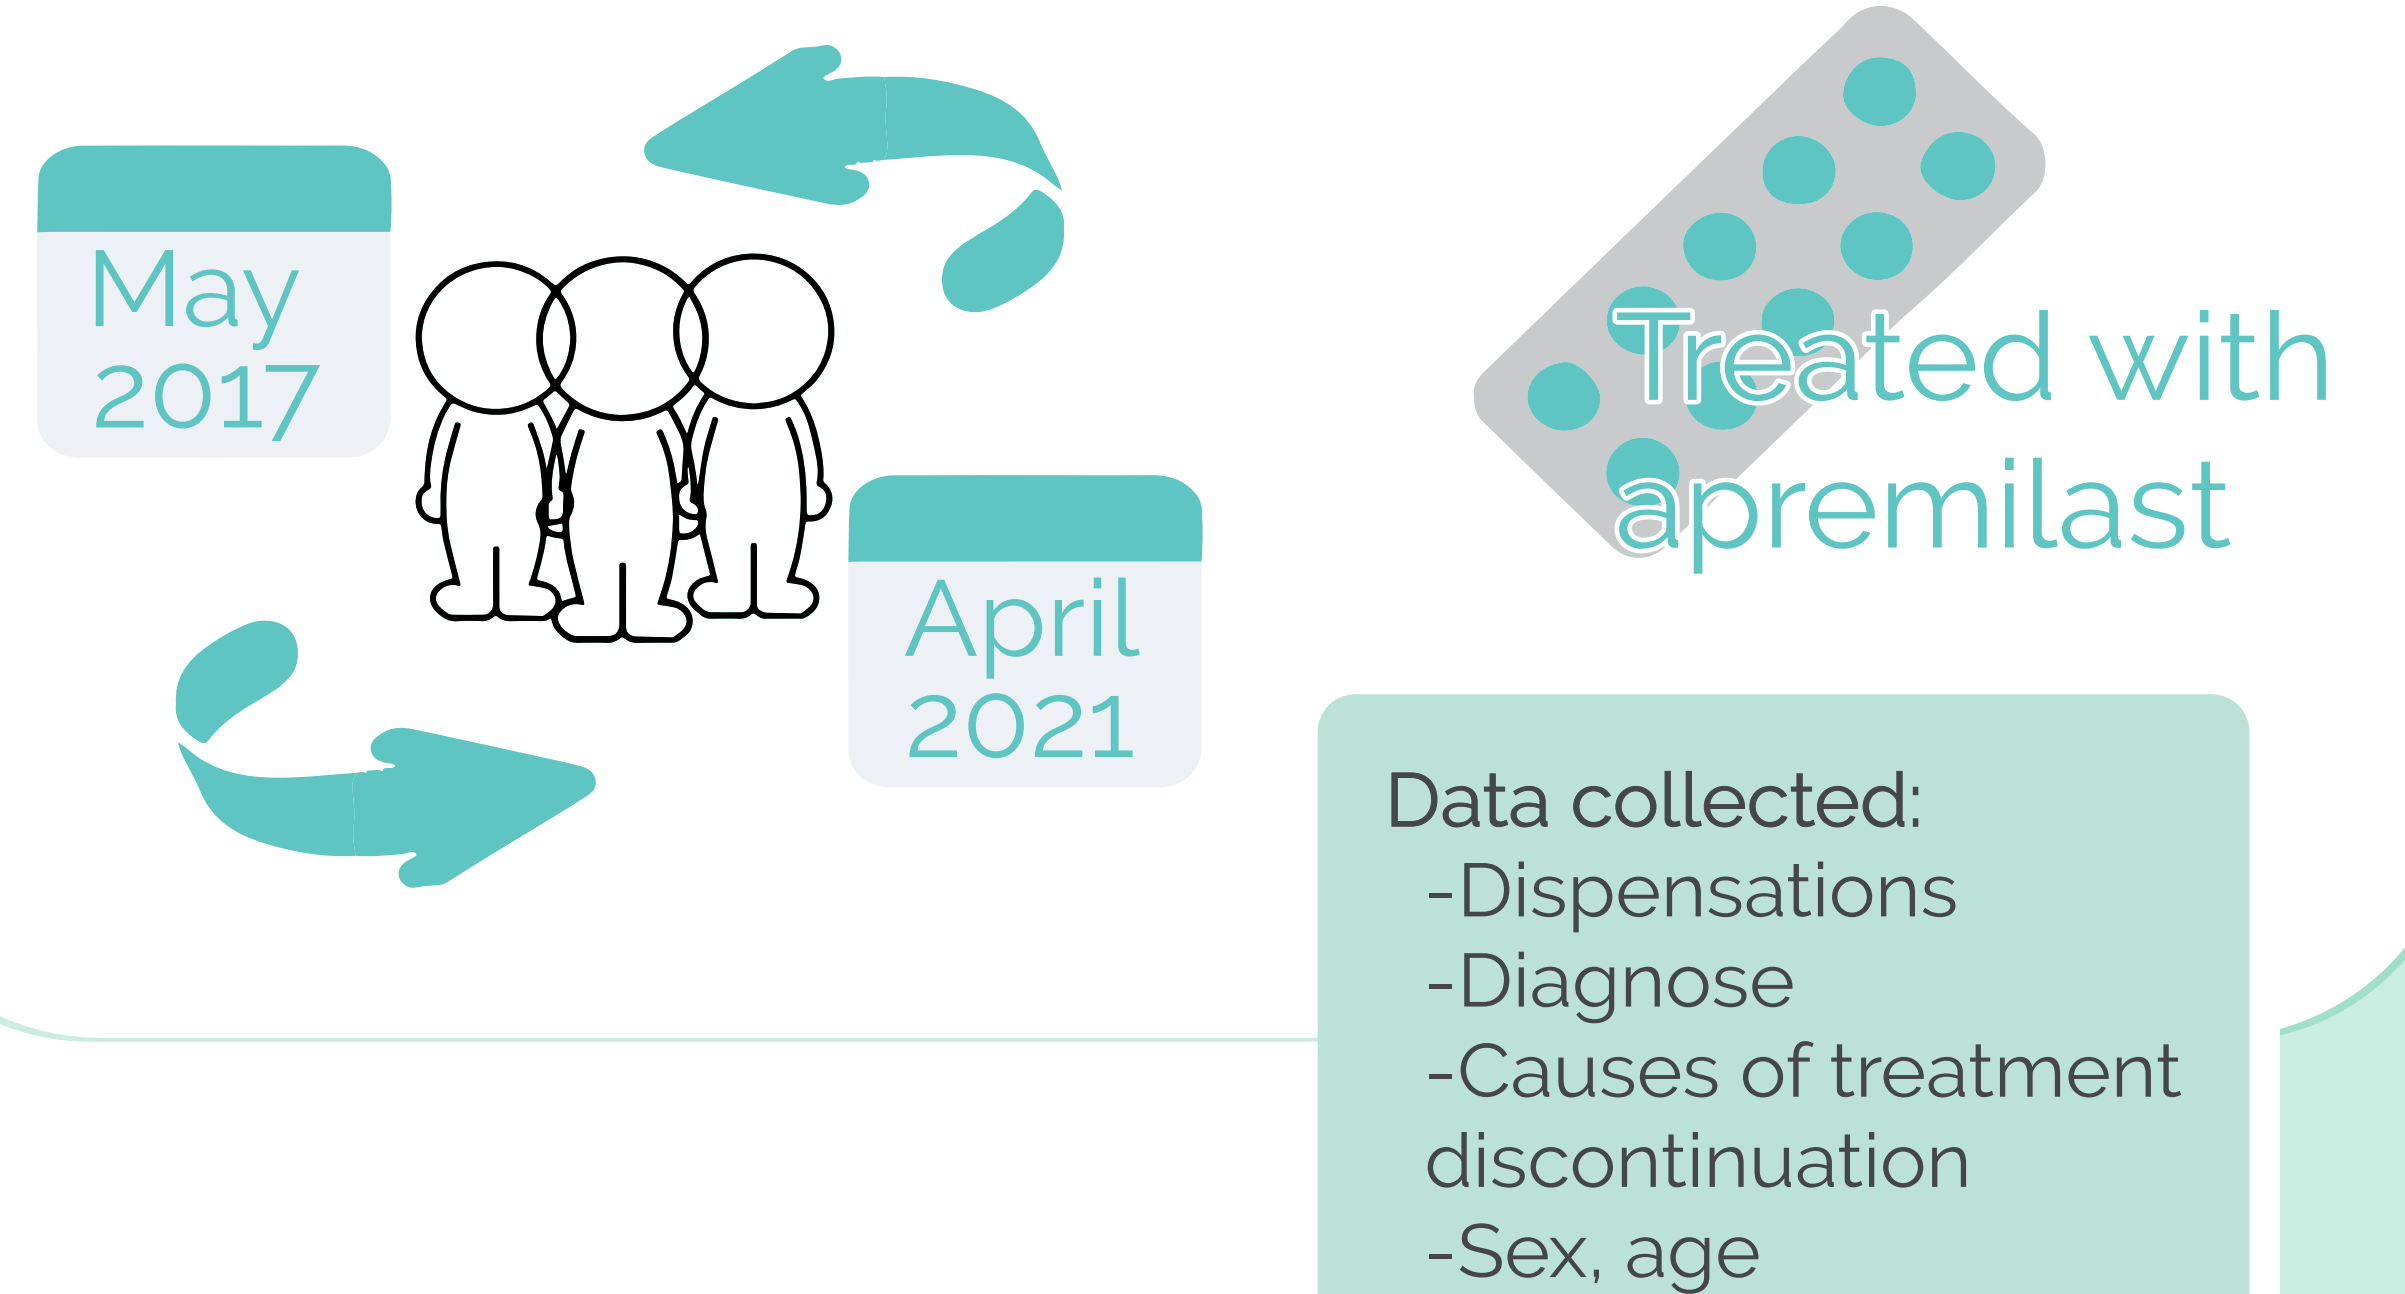 May
2017
April
2021
Treated with
apremilast
Data collected:
-Dispensations
-Diagnose
-Causes of treatment
discontinuation
-Sex, age